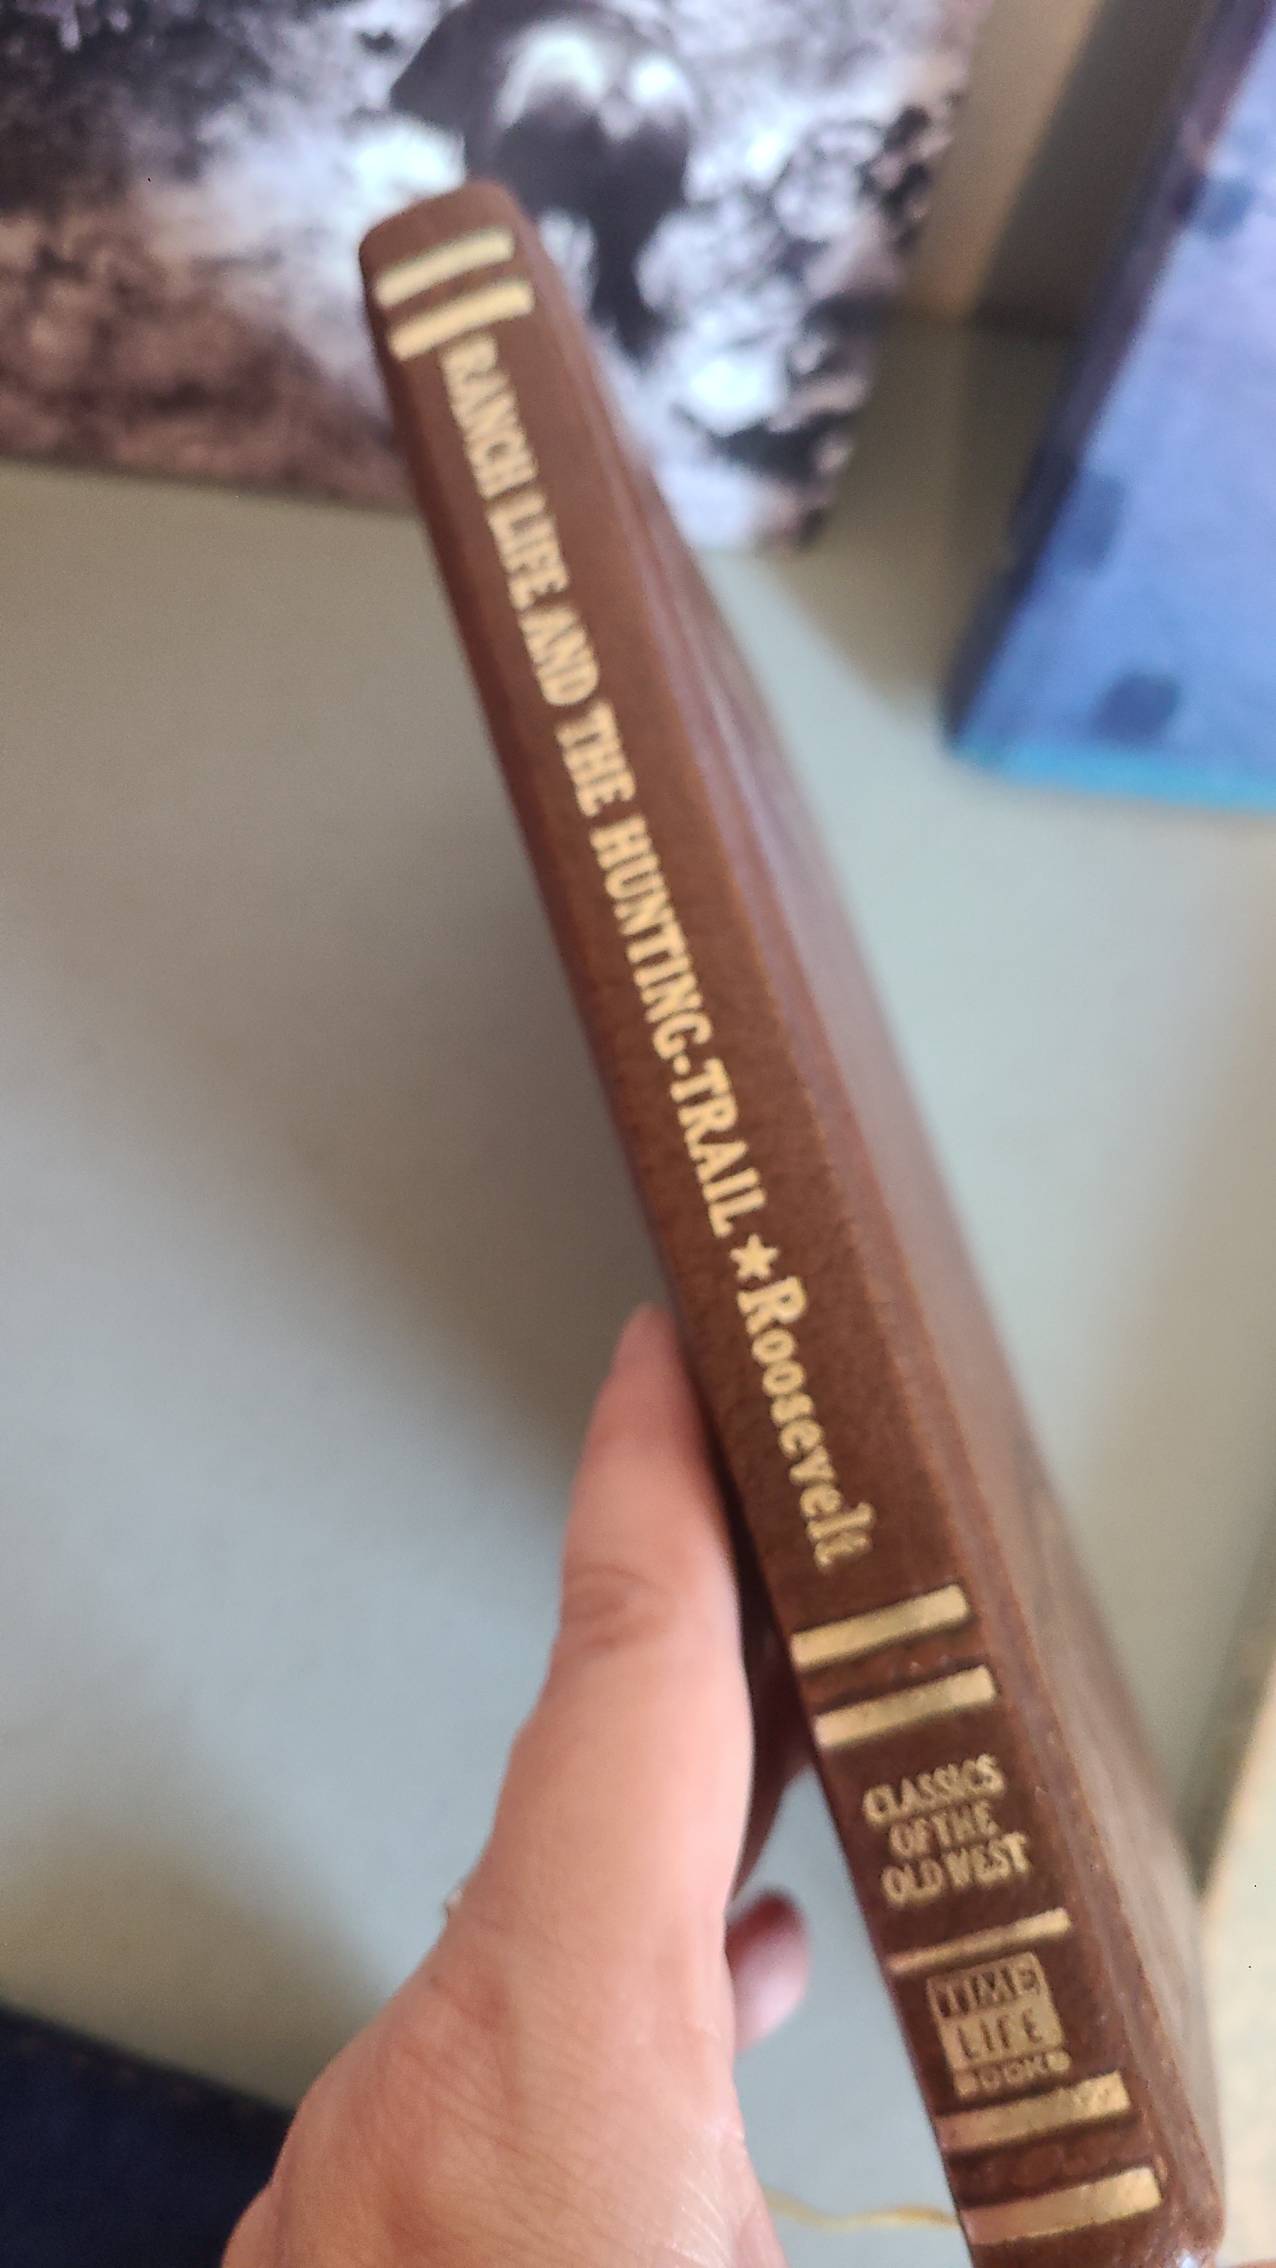 RANCH LIFE AND THE HUNTING-TRAIL ★ Roosevelt
CLASSICS
OF THE
OLD WEST
TIME
LIFE
BOOKS